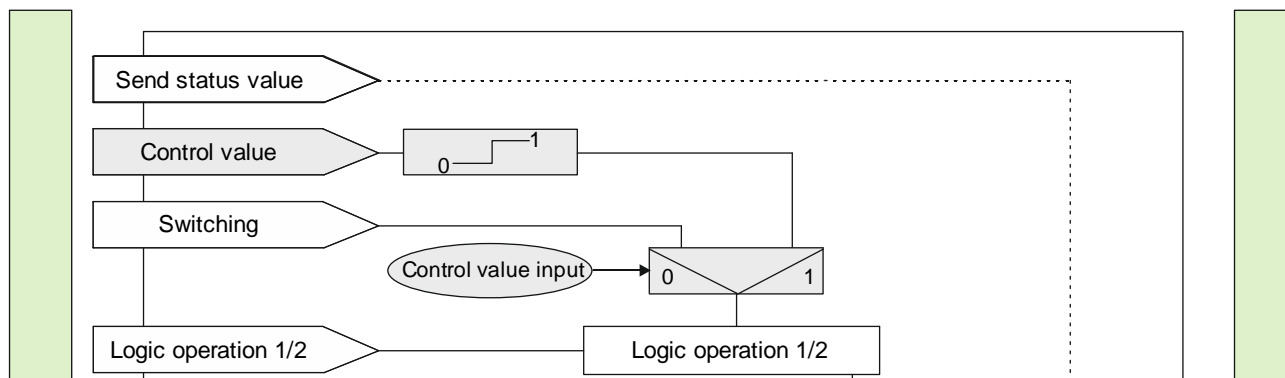 Send status value
Control value
0 1
Switching
Control value input
0 1
Logic operation 1/2
Logic operation 1/2